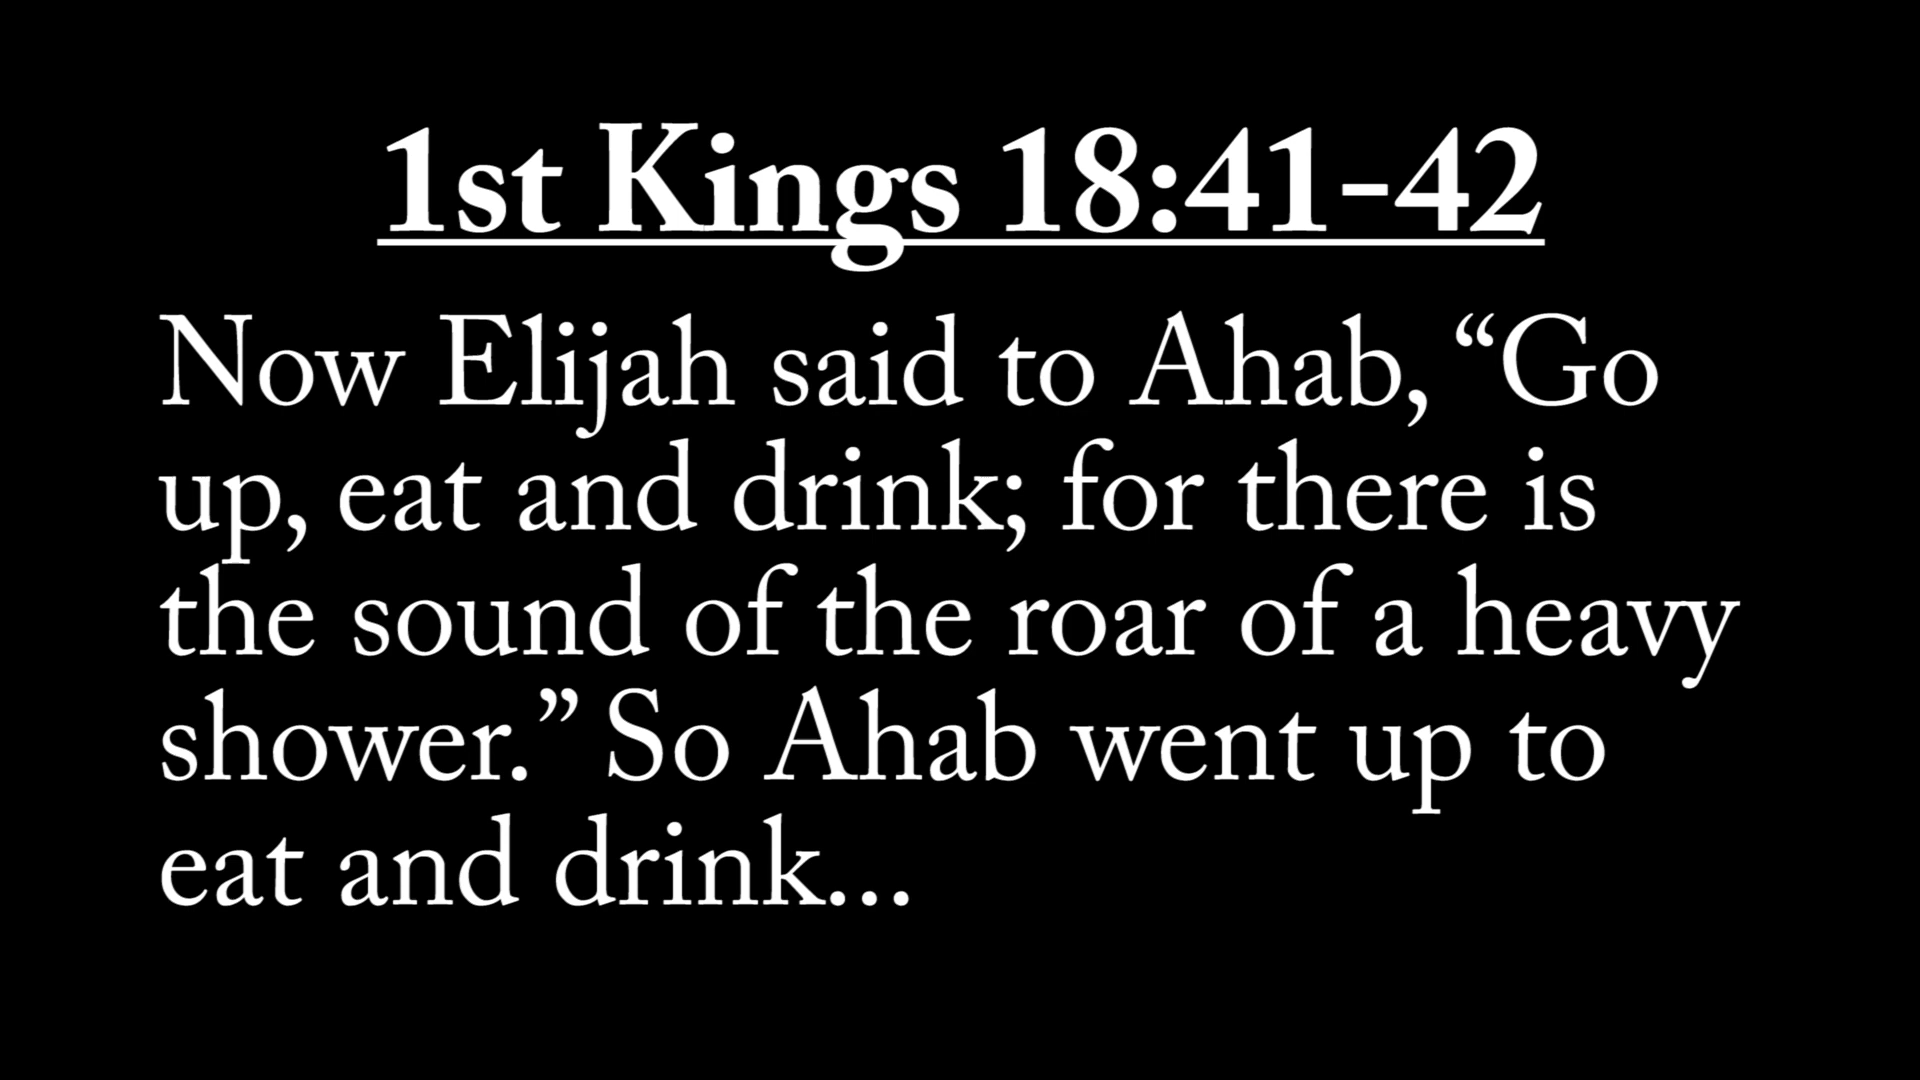 1st Kings 18:41-42
Now Elijah said to Ahab, “Go
up, eat and drink; for there is
the sound of the roar of a heavy
shower.” So Ahab went up to
eat and drink...